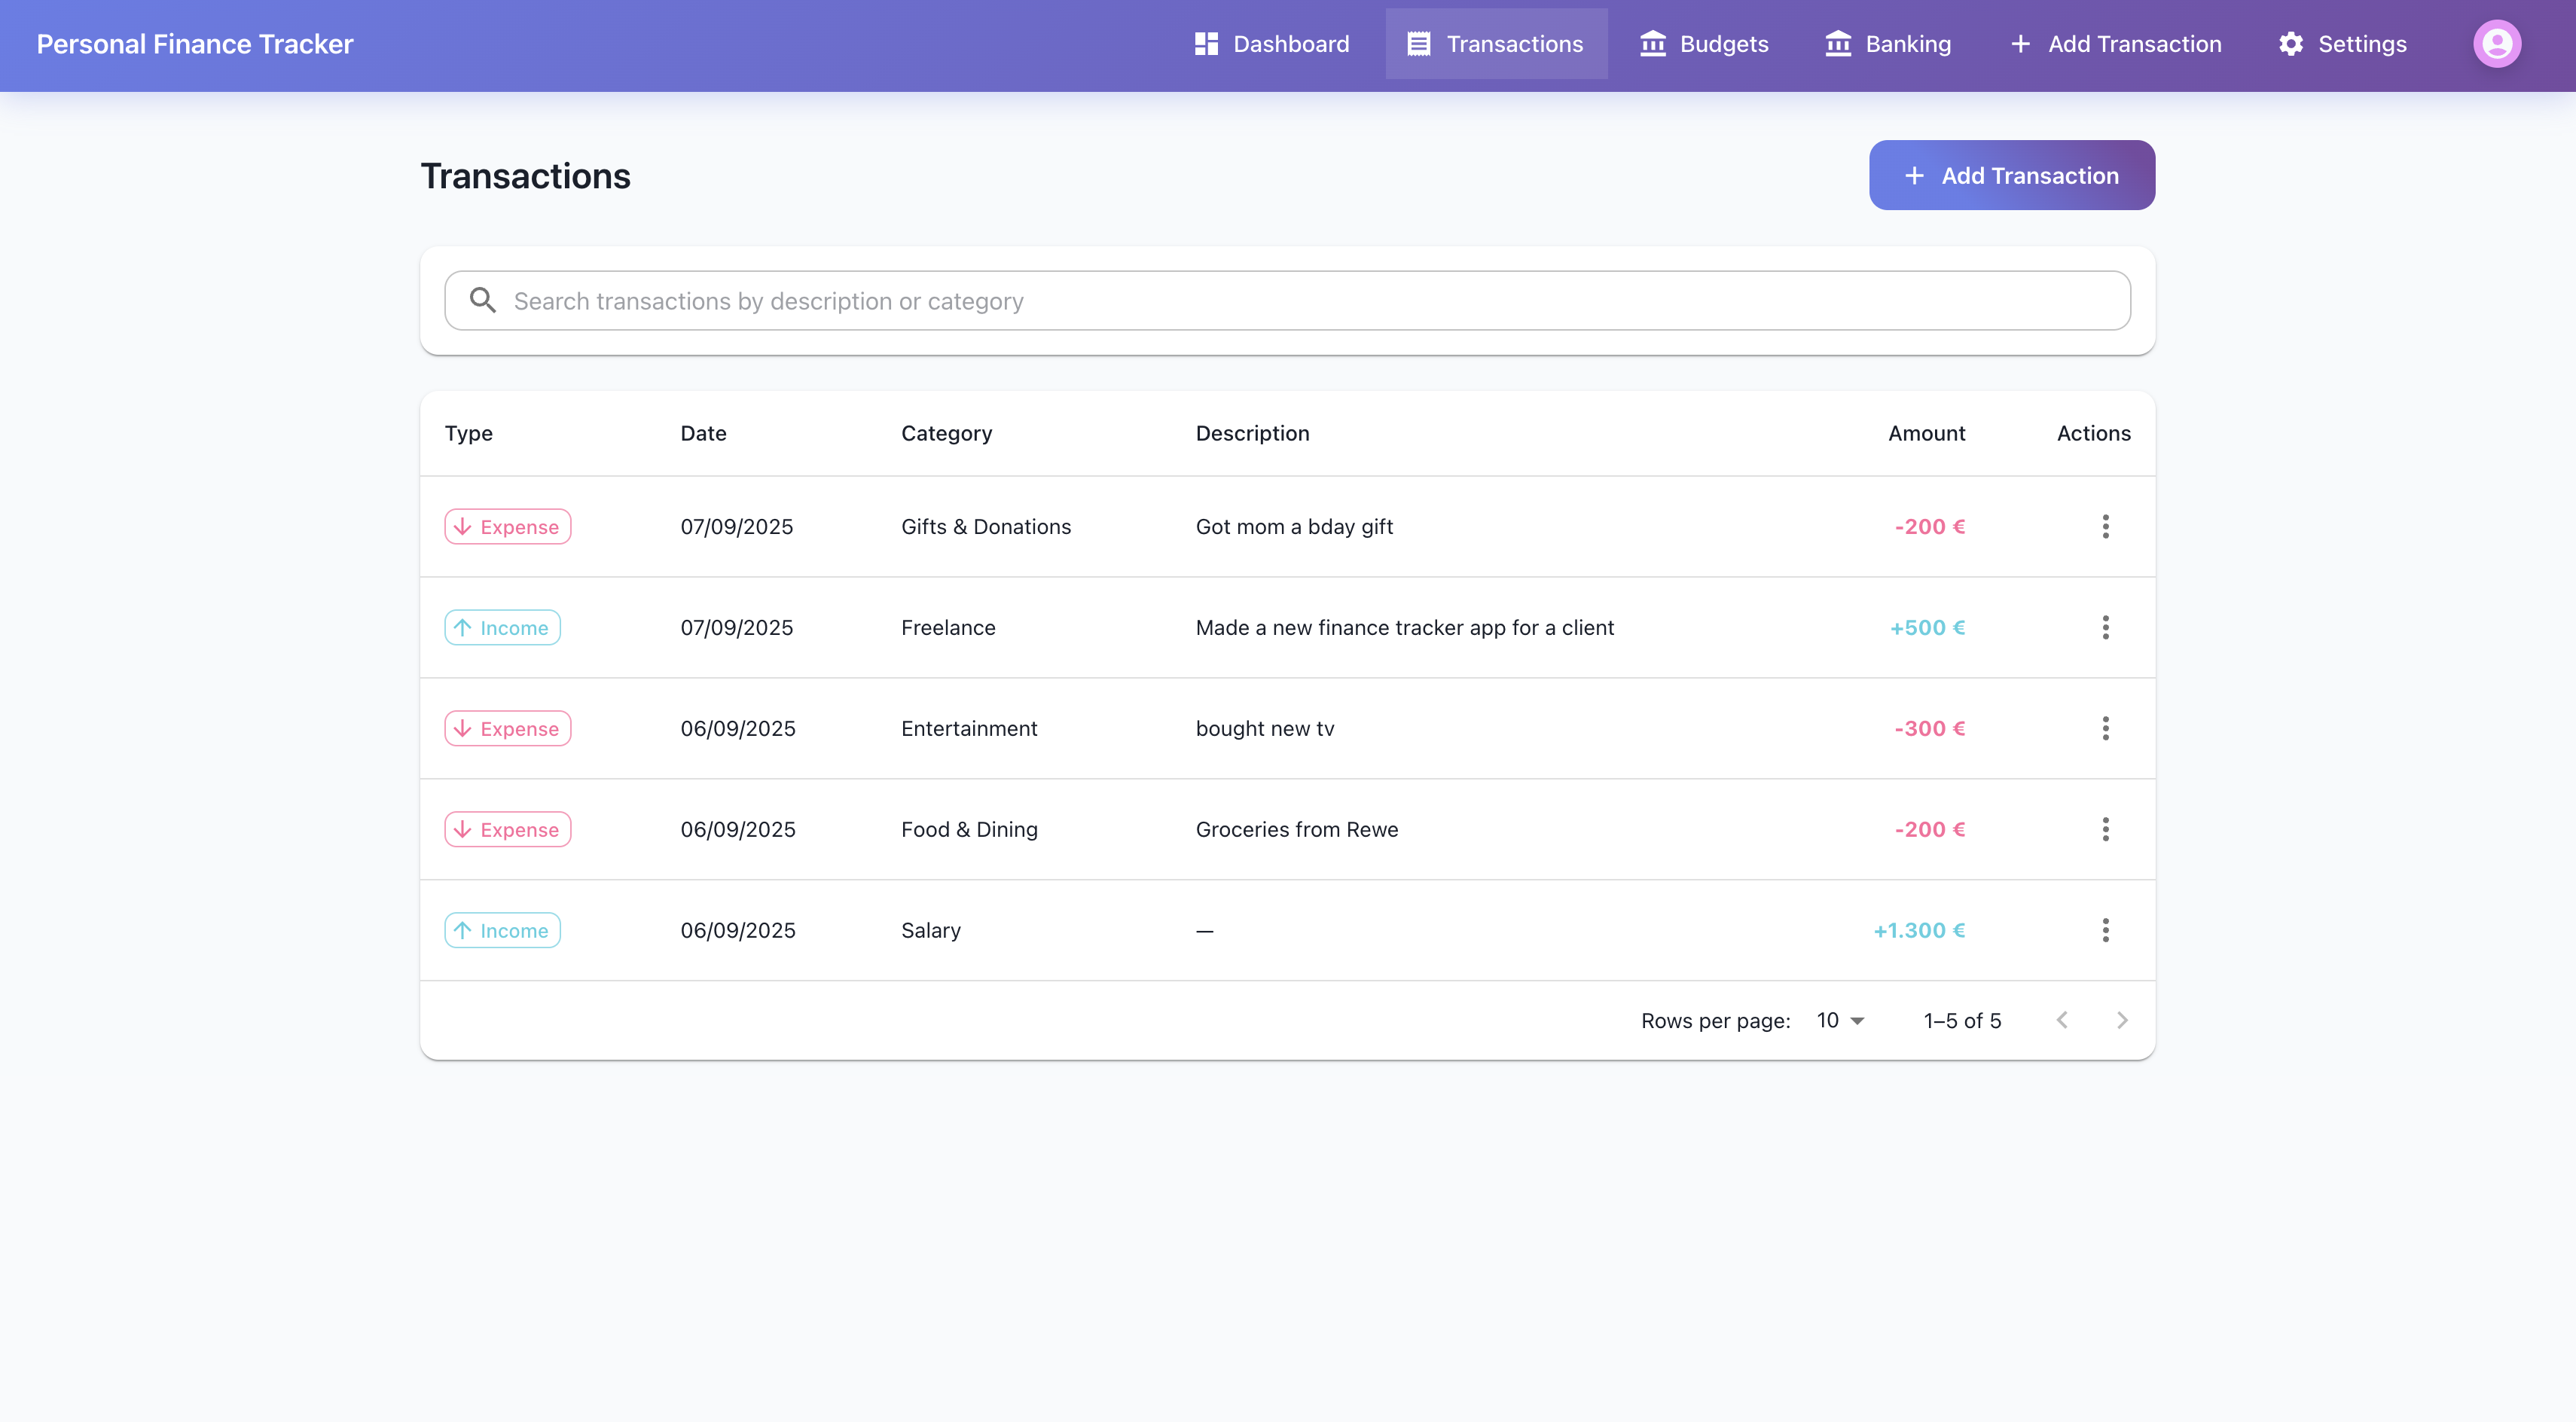 Personal Finance Tracker Dashboard Transactions Budgets Banking Add Transaction Settings
Transactions + Add Transaction
Search transactions by description or category
Type Date Category Description Amount Actions
Expense 07/09/2025 Gifts & Donations Got mom a bday gift -200 €
Income 07/09/2025 Freelance Made a new finance tracker app for a client +500 €
Expense 06/09/2025 Entertainment bought new tv -300 €
Expense 06/09/2025 Food & Dining Groceries from Rewe -200 €
Income 06/09/2025 Salary — +1.300 €
Rows per page: 10 1–5 of 5